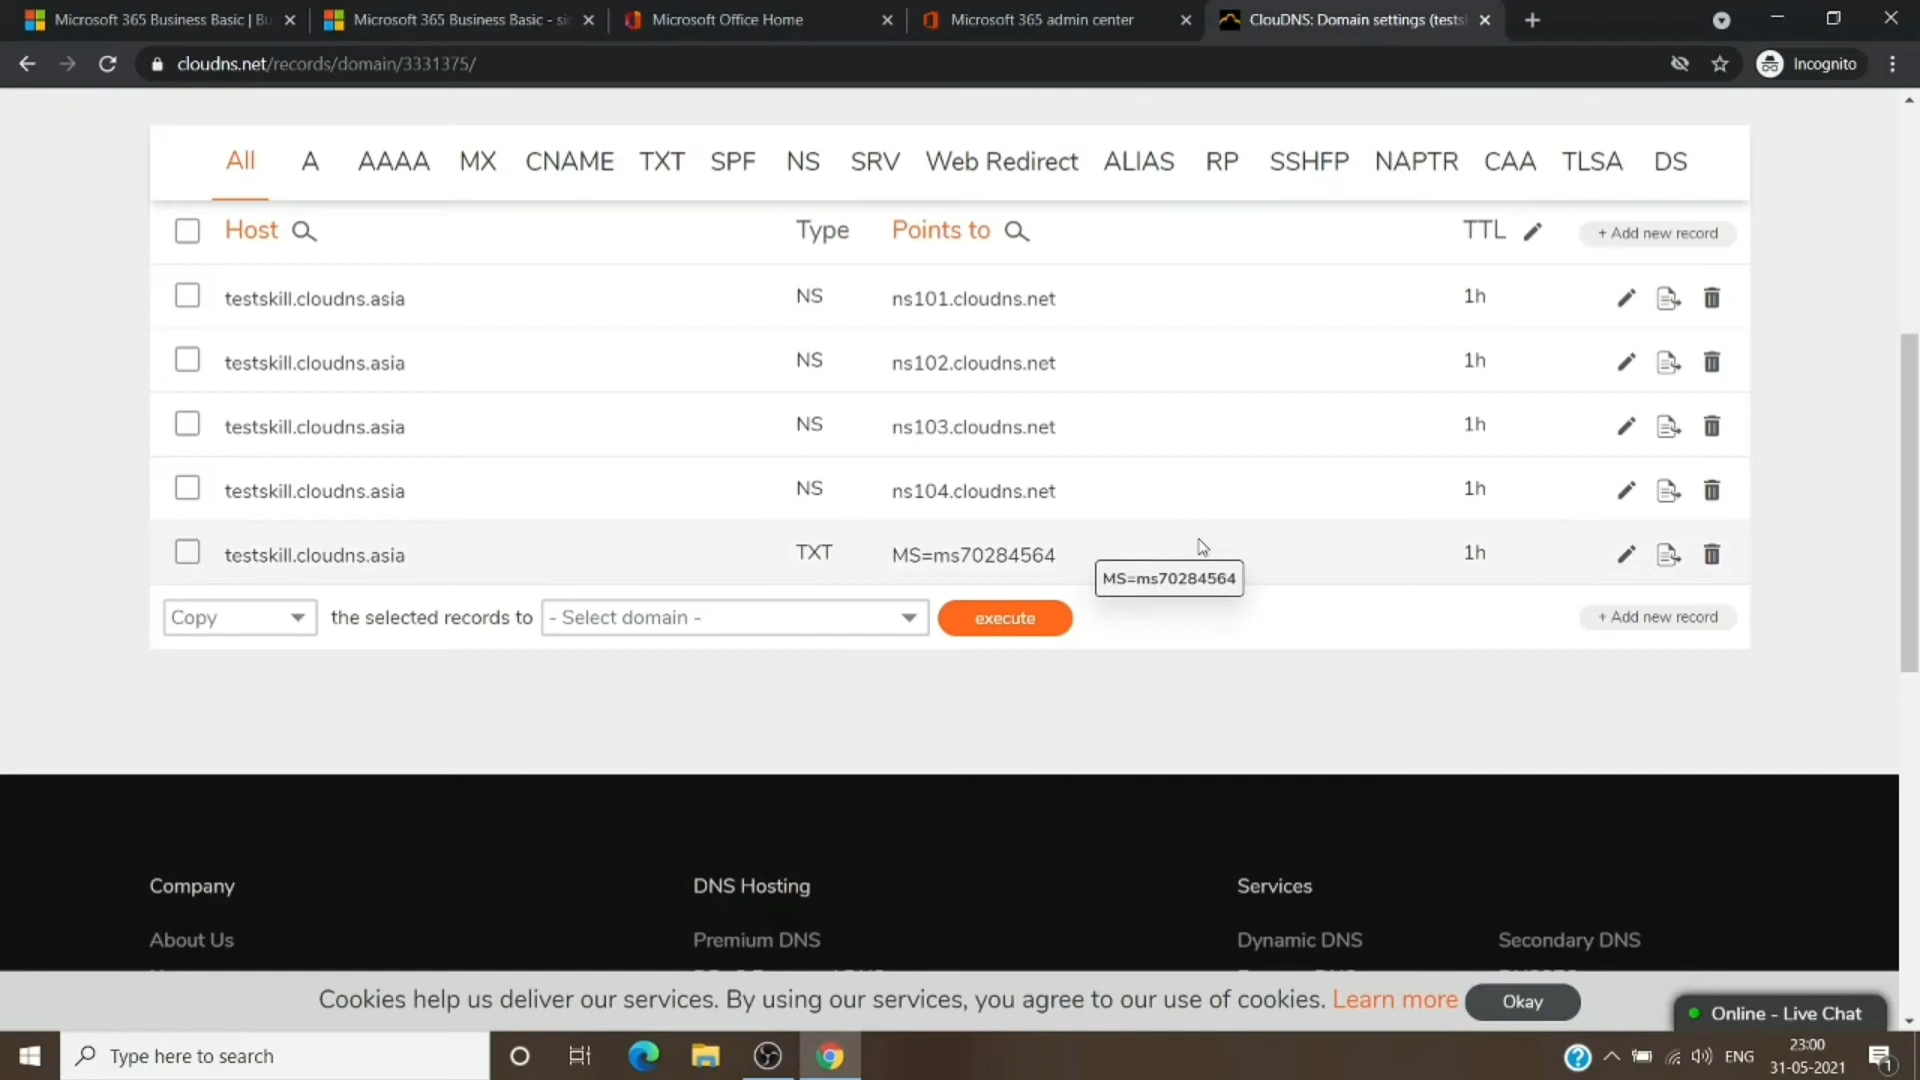 Microsoft 365 Business Basic | Bu
Microsoft 365 Business Basic - si
Microsoft Office Home
Microsoft 365 admin center
ClouDNS: Domain settings (tests
cloudns.net/records/domain/3331375/
Incognito
All A AAAA MX CNAME TXT SPF NS SRV Web Redirect ALIAS RP SSHFP NAPTR CAA TLSA DS
Host Type Points to TTL + Add new record
testskill.cloudns.asia NS ns101.cloudns.net 1h
testskill.cloudns.asia NS ns102.cloudns.net 1h
testskill.cloudns.asia NS ns103.cloudns.net 1h
testskill.cloudns.asia NS ns104.cloudns.net 1h
testskill.cloudns.asia TXT MS=ms70284564 1h
MS=ms70284564
Copy the selected records to - Select domain - execute + Add new record
Company DNS Hosting Services
About Us Premium DNS Dynamic DNS Secondary DNS
Cookies help us deliver our services. By using our services, you agree to our use of cookies. Learn more Okay
Online - Live Chat
Type here to search
ENG
23:00
31-05-2021
1